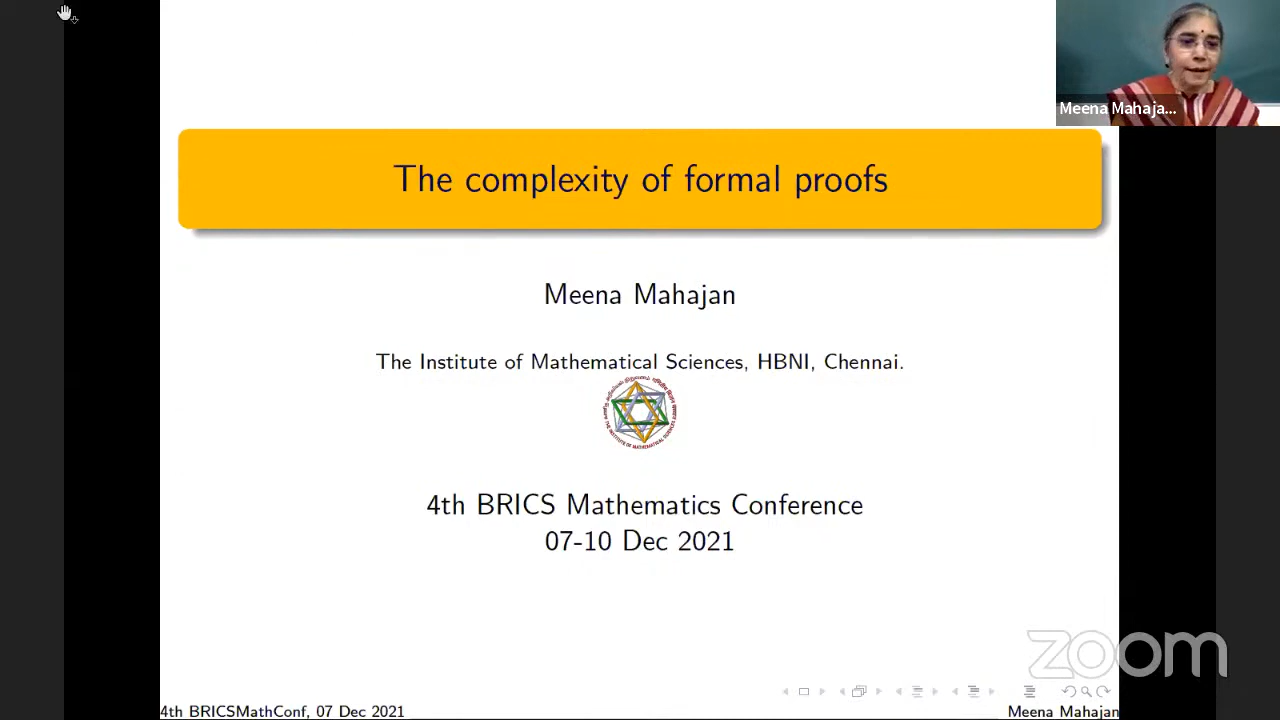 Meena Mahaja...
The complexity of formal proofs
Meena Mahajan
The Institute of Mathematical Sciences, HBNI, Chennai.
4th BRICS Mathematics Conference
07-10 Dec 2021
zoom
4th BRICSMathConf, 07 Dec 2021
Meena Mahajan